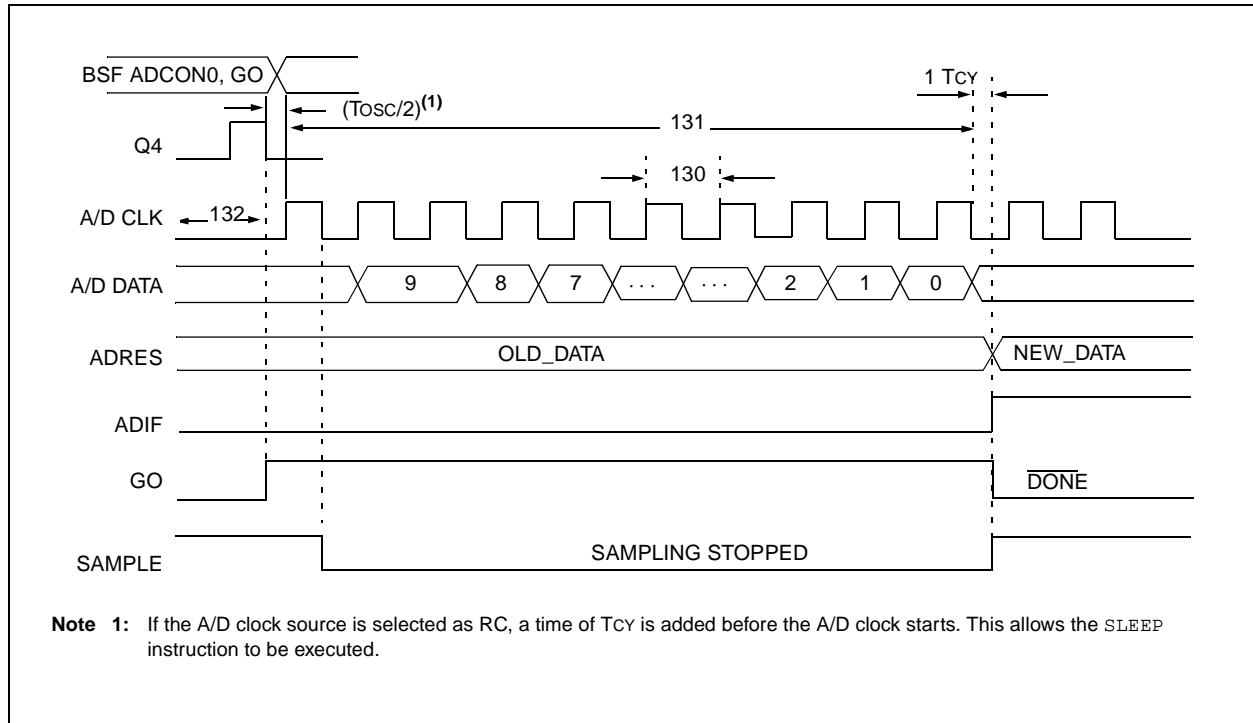 BSF ADCON0, GO
1 TCY
(TOSC/2)(1)
131
Q4
130
A/D CLK
132
A/D DATA
9 8 7 . . . . . . 2 1 0
ADRES
OLD_DATA
NEW_DATA
ADIF
GO
DONE
SAMPLE
SAMPLING STOPPED
Note 1: If the A/D clock source is selected as RC, a time of TCY is added before the A/D clock starts. This allows the SLEEP
instruction to be executed.